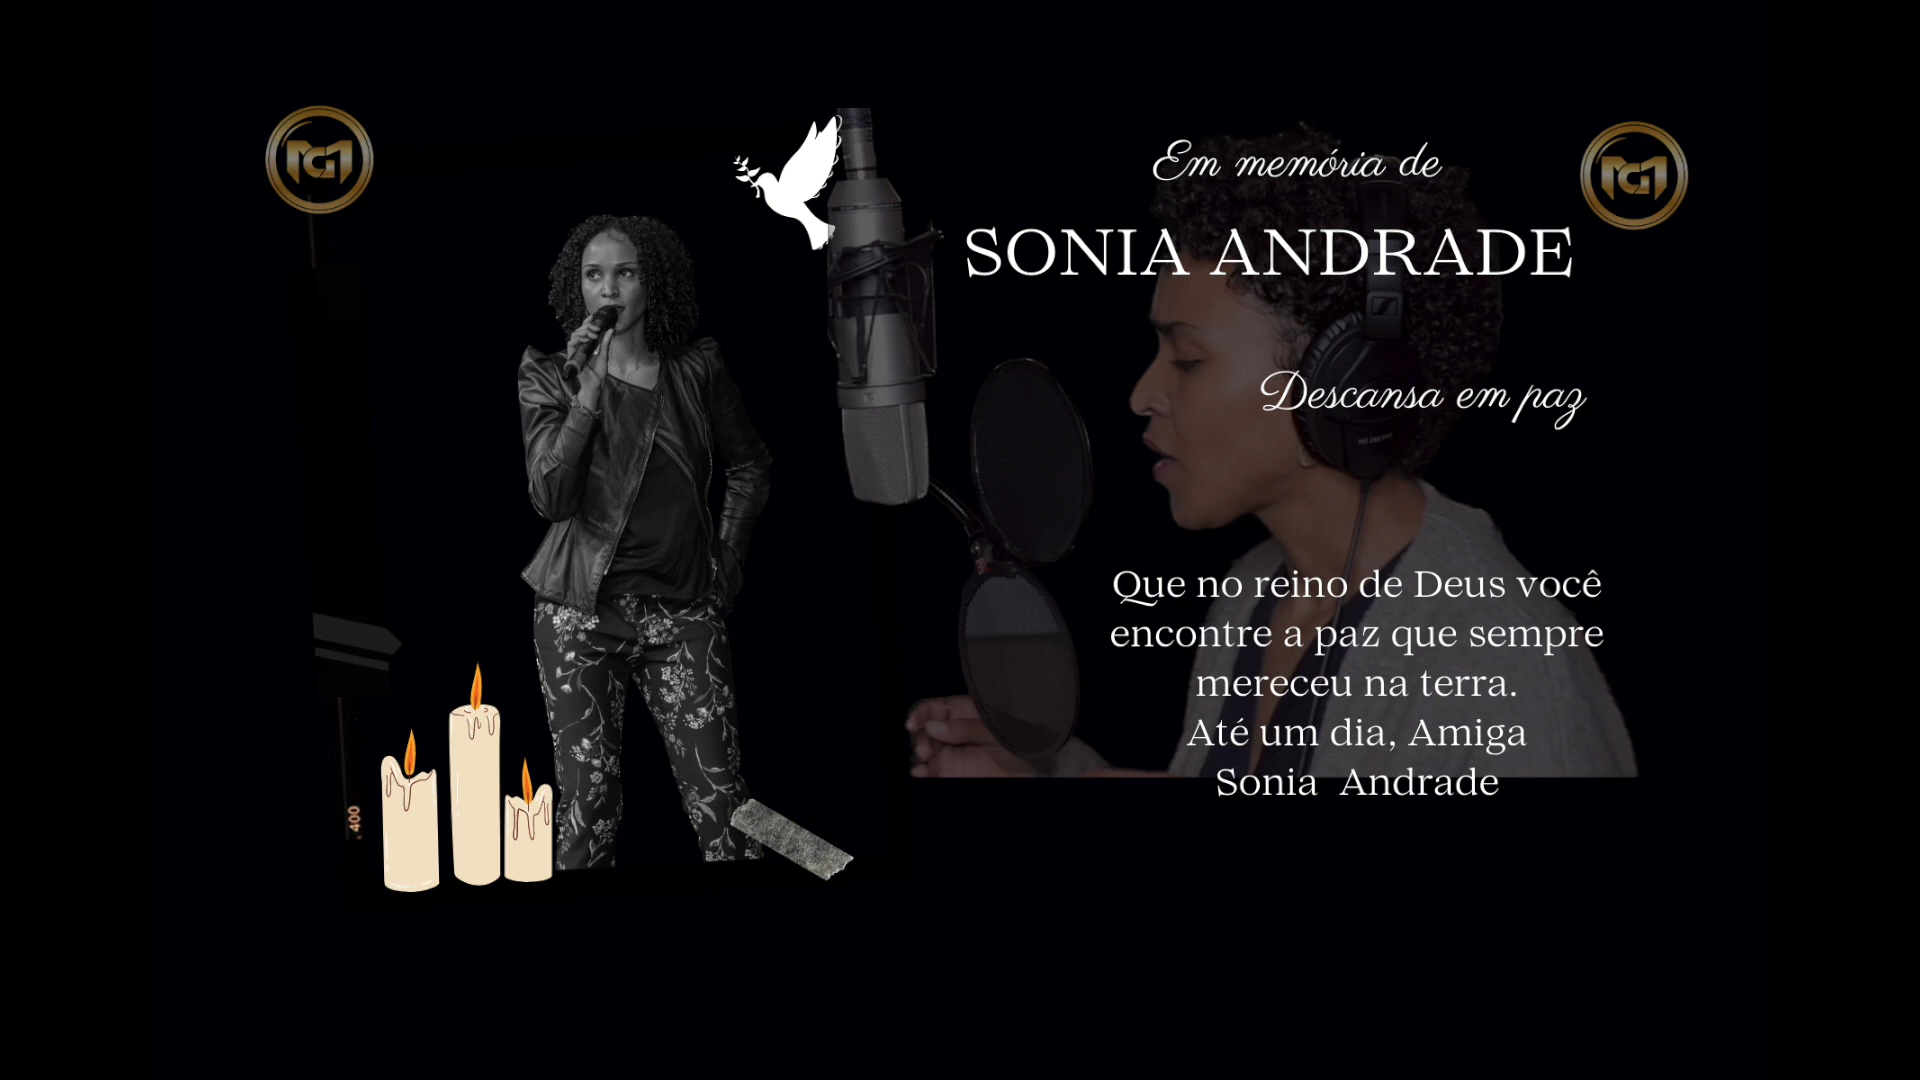 Em memória de
SONIA ANDRADE
Descansa em paz
Que no reino de Deus você
encontre a paz que sempre
mereceu na terra.
Até um dia, Amiga
Sonia Andrade
400